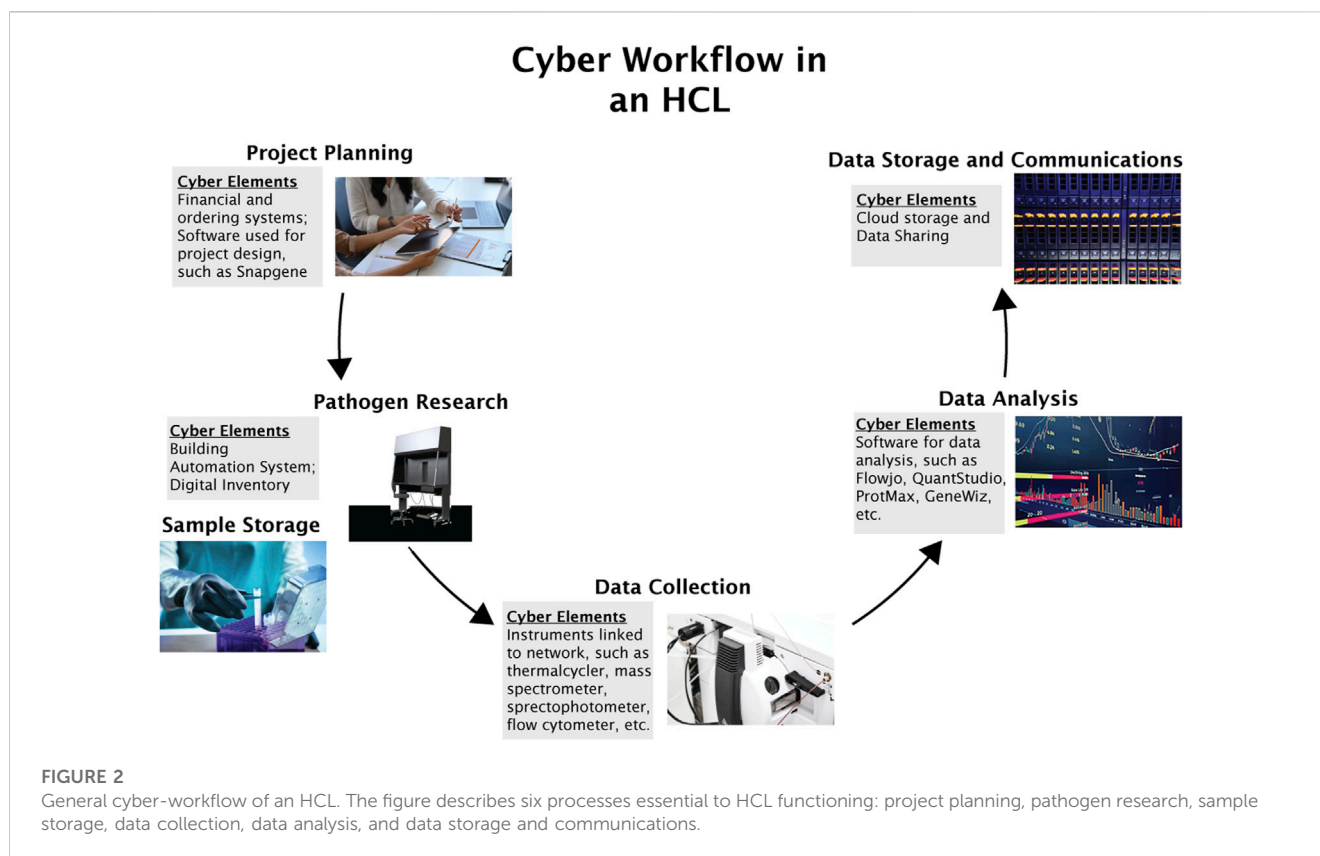 Cyber Workflow in
an HCL
Project Planning
Cyber Elements
Financial and
ordering systems;
Software used for
project design,
such as Snapgene
Pathogen Research
Cyber Elements
Building
Automation System;
Digital Inventory
Sample Storage
Data Collection
Cyber Elements
Instruments linked
to network, such as
thermalcycler, mass
spectrometer,
sprectophotometer,
flow cytometer, etc.
Data Analysis
Cyber Elements
Software for data
analysis, such as
Flowjo, QuantStudio,
ProtMax, GeneWiz,
etc.
Data Storage and Communications
Cyber Elements
Cloud storage and
Data Sharing
FIGURE 2
General cyber-workflow of an HCL. The figure describes six processes essential to HCL functioning: project planning, pathogen research, sample
storage, data collection, data analysis, and data storage and communications.